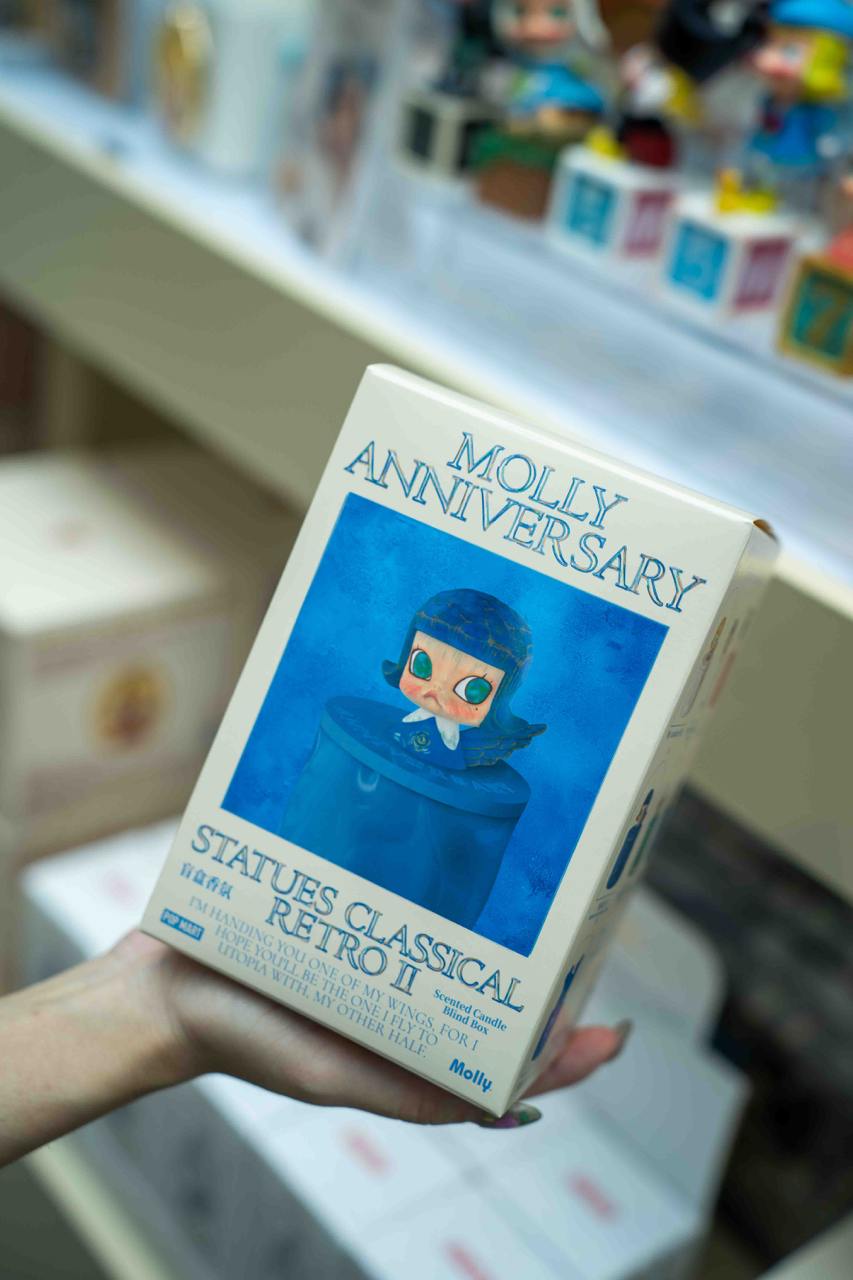 MOLLY
ANNIVERSARY
STATUES CLASSICAL
RETRO II
盲盒香氛
POP MART
I'M HANDING YOU ONE OF MY WINGS, FOR I
HOPE YOU'LL BE THE ONE I FLY TO
UTOPIA WITH, MY OTHER HALF.
Scented Candle
Blind Box
Molly